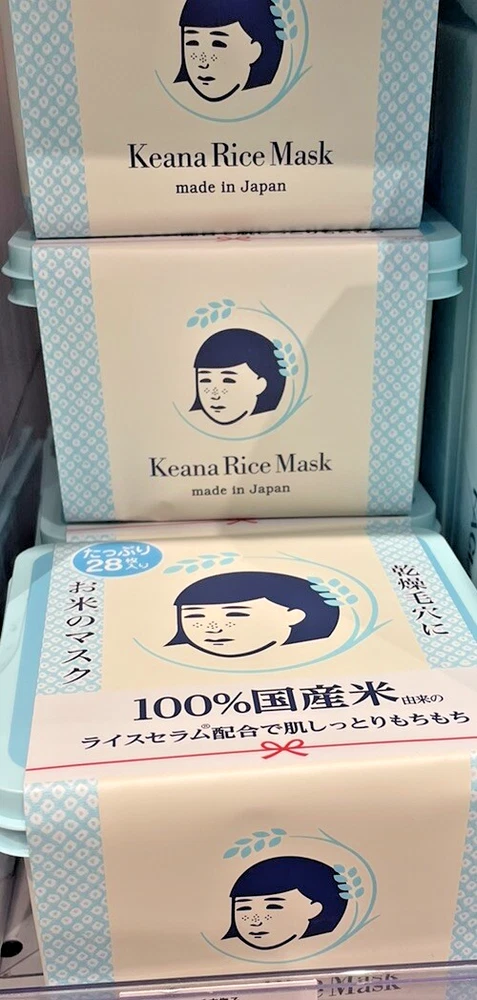 Keana Rice Mask
made in Japan
Keana Rice Mask
made in Japan
たっぷり
28枚入り
お米のマスク
乾燥毛穴に
100%国産米由来の
ライスセラム®配合で肌しっとりもちもち